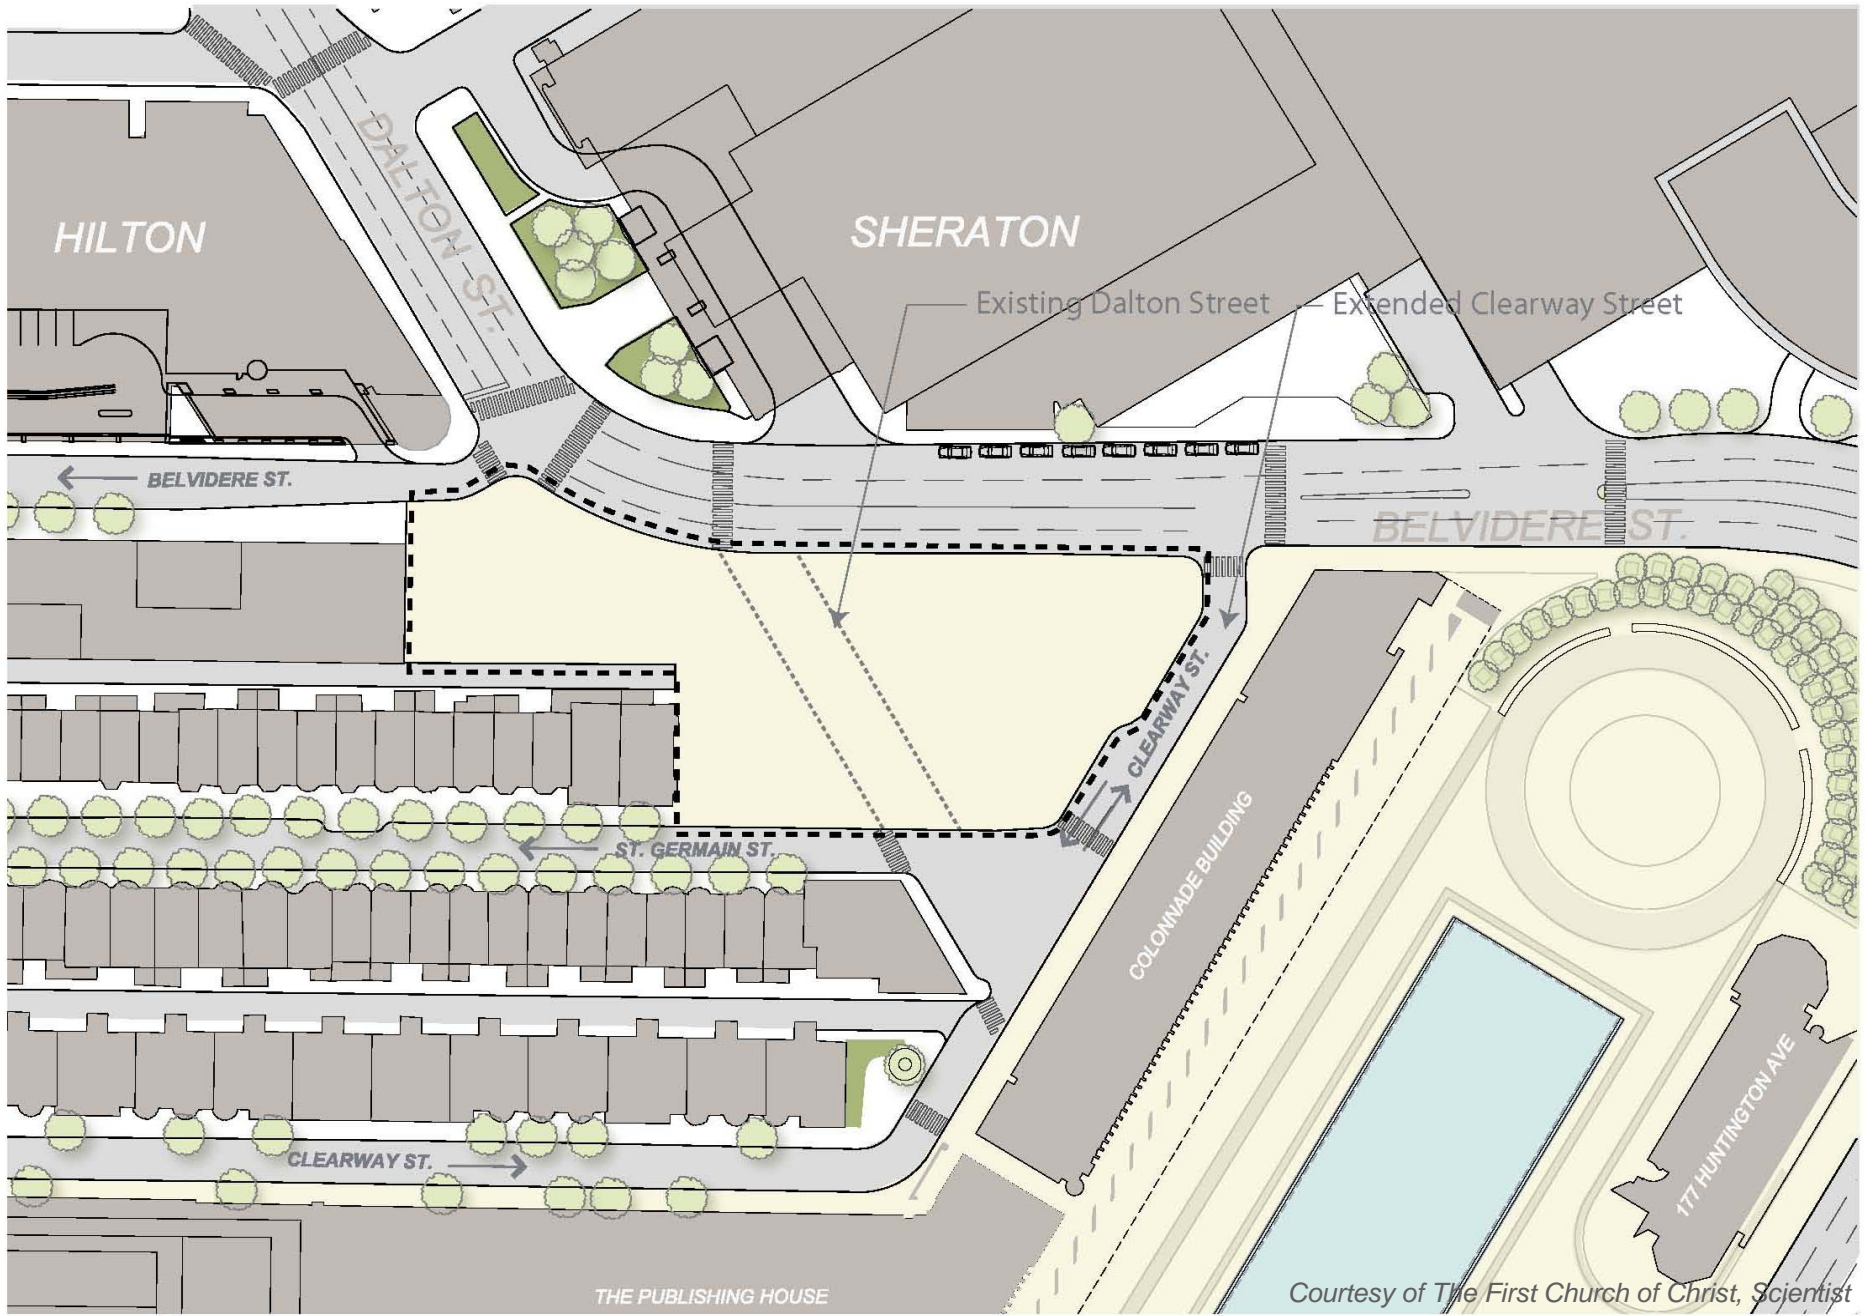 DALTON ST.
HILTON
SHERATON
Existing Dalton Street
Extended Clearway Street
BELVIDERE ST.
BELVIDERE ST.
CLEARWAY ST.
ST. GERMAIN ST.
COLONNADE BUILDING
177 HUNTINGTON AVE
CLEARWAY ST.
THE PUBLISHING HOUSE
Courtesy of The First Church of Christ, Scientist